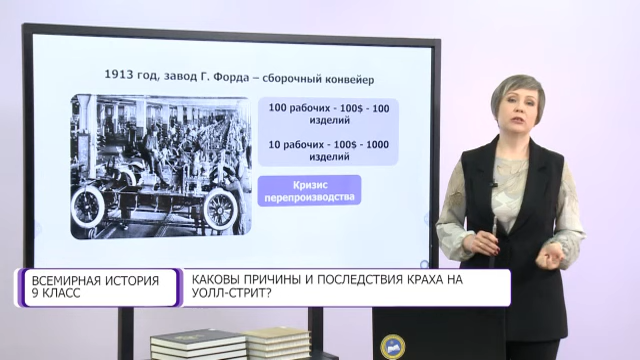 1913 год, завод Г. Форда – сборочный конвейер
100 рабочих - 100$ - 100
изделий
10 рабочих - 100$ - 1000
изделий
Кризис
перепроизводства
ВСЕМИРНАЯ ИСТОРИЯ
9 КЛАСС
КАКОВЫ ПРИЧИНЫ И ПОСЛЕДСТВИЯ КРАХА НА
УОЛЛ-СТРИТ?